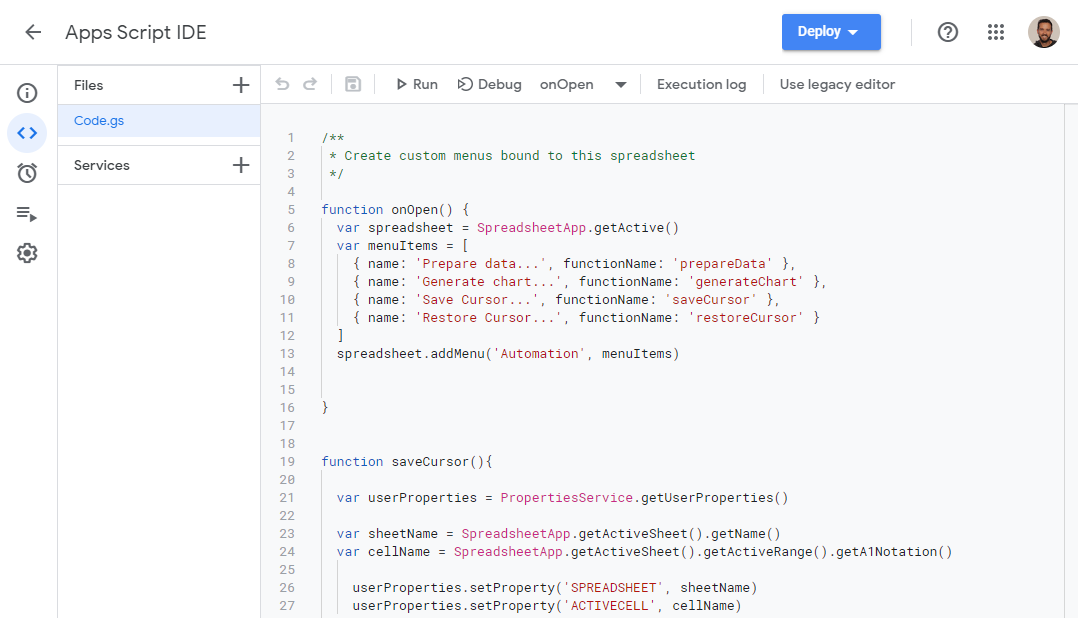 Apps Script IDE
Deploy
Files
Run
Debug
onOpen
Execution log
Use legacy editor
Code.gs
Services
1 /**
2 * Create custom menus bound to this spreadsheet
3 */
4
5 function onOpen() {
6 var spreadsheet = SpreadsheetApp.getActive()
7 var menuItems = [
8 { name: 'Prepare data...', functionName: 'prepareData' },
9 { name: 'Generate chart...', functionName: 'generateChart' },
10 { name: 'Save Cursor...', functionName: 'saveCursor' },
11 { name: 'Restore Cursor...', functionName: 'restoreCursor' }
12 ]
13 spreadsheet.addMenu('Automation', menuItems)
14
15
16 }
17
18
19 function saveCursor(){
20
21 var userProperties = PropertiesService.getUserProperties()
22
23 var sheetName = SpreadsheetApp.getActiveSheet().getName()
24 var cellName = SpreadsheetApp.getActiveSheet().getActiveRange().getA1Notation()
25
26 userProperties.setProperty('SPREADSHEET', sheetName)
27 userProperties.setProperty('ACTIVECELL', cellName)